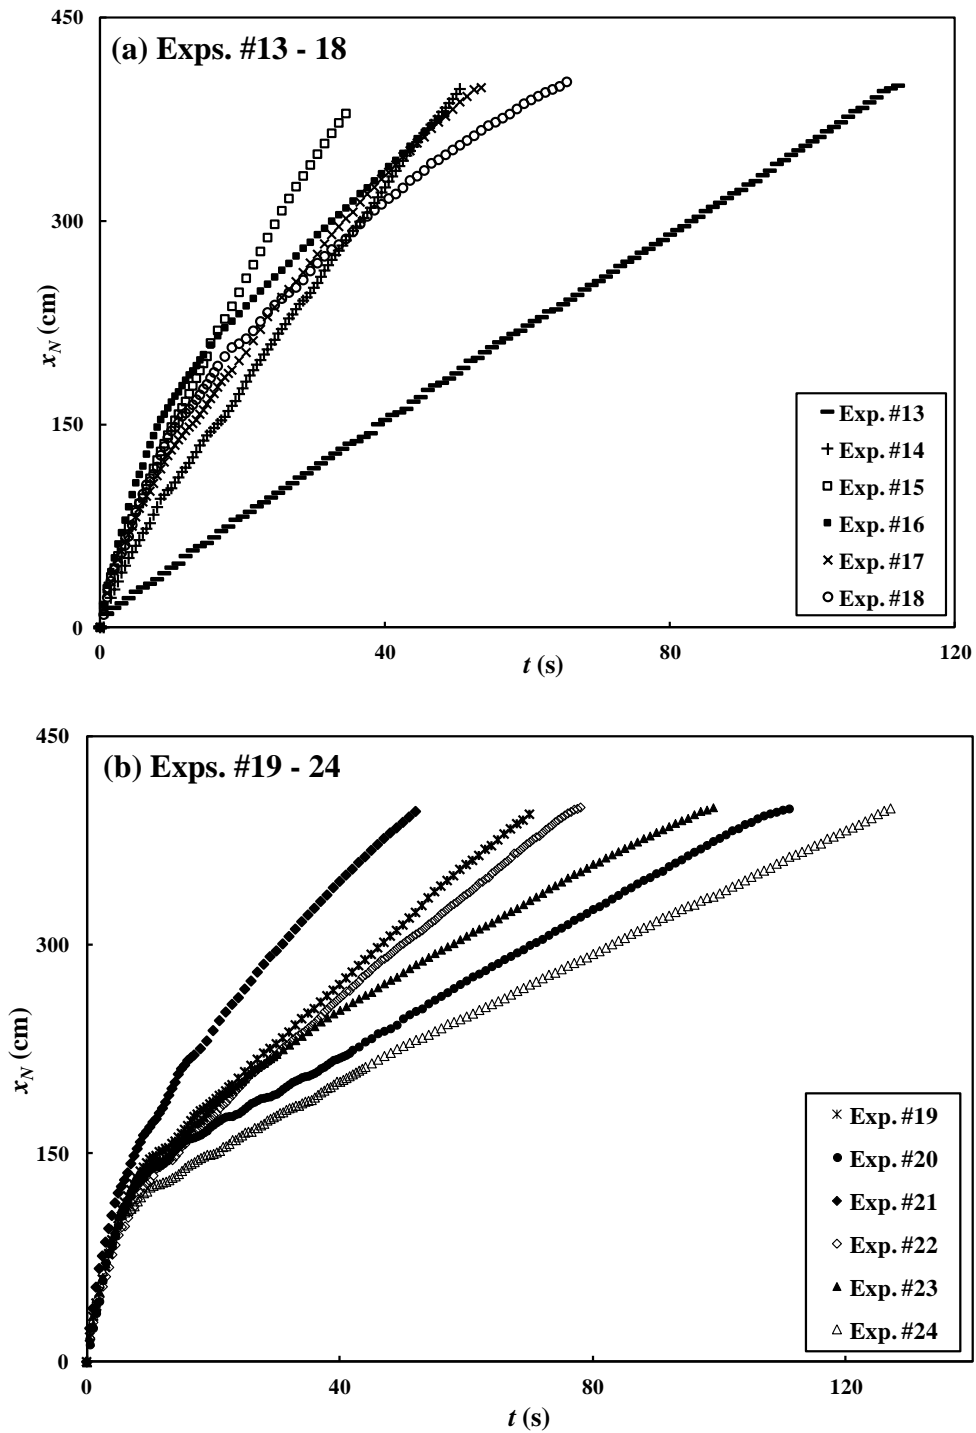 (a) Exps. #13 - 18
450
300
150
0
x_N (cm)
0
40
80
120
t (s)
Exp. #13
Exp. #14
Exp. #15
Exp. #16
Exp. #17
Exp. #18
(b) Exps. #19 - 24
450
300
150
0
x_N (cm)
0
40
80
120
t (s)
Exp. #19
Exp. #20
Exp. #21
Exp. #22
Exp. #23
Exp. #24